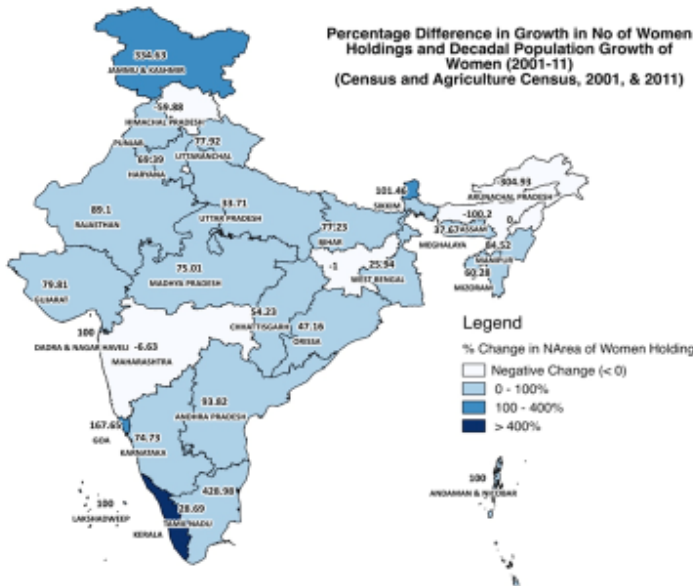 Percentage Difference in Growth in No of Women
Holdings and Decadal Population Growth of
Women (2001-11)
(Census and Agriculture Census, 2001, & 2011)
334.63
JAMMU & KASHMIR
-59.88
HIMACHAL PRADESH
PUNJAB
77.92
UTTARANCHAL
69.39
HARYANA
89.1
RAJASTHAN
33.71
UTTAR PRADESH
101.46
SIKKIM
-304.93
ARUNACHAL PRADESH
-100.2
ASSAM
0
77.23
BIHAR
37.67
MEGHALAYA
84.52
MANIPUR
60.28
MIZORAM
79.81
GUJARAT
75.01
MADHYA PRADESH
-1
25.94
WEST BENGAL
54.23
CHHATTISGARH
47.16
ORISSA
100
DADRA & NAGAR HAVELI
-6.63
MAHARASHTRA
Legend
% Change in NArea of Women Holding
Negative Change (< 0)
0 - 100%
100 - 400%
> 400%
93.82
ANDHRA PRADESH
167.65
GOA
74.73
KARNATAKA
100
ANDAMAN & NICOBAR
100
LAKSHADWEEP
428.98
28.69
TAMIL NADU
KERALA